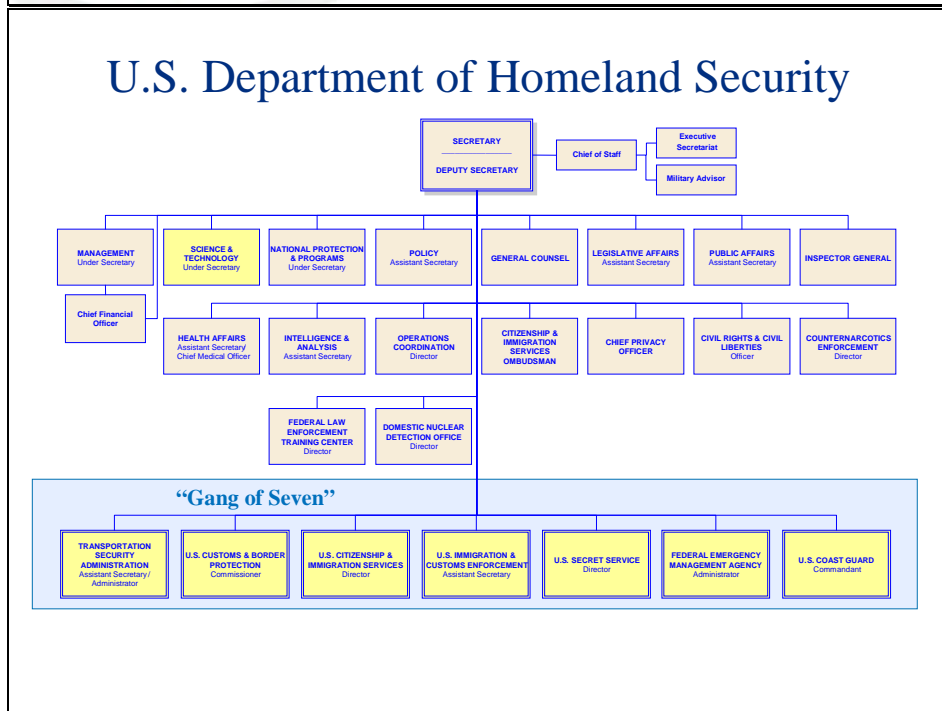 U.S. Department of Homeland Security
SECRETARY
DEPUTY SECRETARY
Chief of Staff
Executive
Secretariat
Military Advisor
MANAGEMENT
Under Secretary
SCIENCE &
TECHNOLOGY
Under Secretary
NATIONAL PROTECTION
& PROGRAMS
Under Secretary
POLICY
Assistant Secretary
GENERAL COUNSEL
LEGISLATIVE AFFAIRS
Assistant Secretary
PUBLIC AFFAIRS
Assistant Secretary
INSPECTOR GENERAL
Chief Financial
Officer
HEALTH AFFAIRS
Assistant Secretary/
Chief Medical Officer
INTELLIGENCE &
ANALYSIS
Assistant Secretary
OPERATIONS
COORDINATION
Director
CITIZENSHIP &
IMMIGRATION
SERVICES
OMBUDSMAN
CHIEF PRIVACY
OFFICER
CIVIL RIGHTS & CIVIL
LIBERTIES
Officer
COUNTERNARCOTICS
ENFORCEMENT
Director
FEDERAL LAW
ENFORCEMENT
TRAINING CENTER
Director
DOMESTIC NUCLEAR
DETECTION OFFICE
Director
“Gang of Seven”
TRANSPORTATION
SECURITY
ADMINISTRATION
Assistant Secretary /
Administrator
U.S. CUSTOMS & BORDER
PROTECTION
Commissioner
U.S. CITIZENSHIP &
IMMIGRATION SERVICES
Director
U.S. IMMIGRATION &
CUSTOMS ENFORCEMENT
Assistant Secretary
U.S. SECRET SERVICE
Director
FEDERAL EMERGENCY
MANAGEMENT AGENCY
Administrator
U.S. COAST GUARD
Commandant